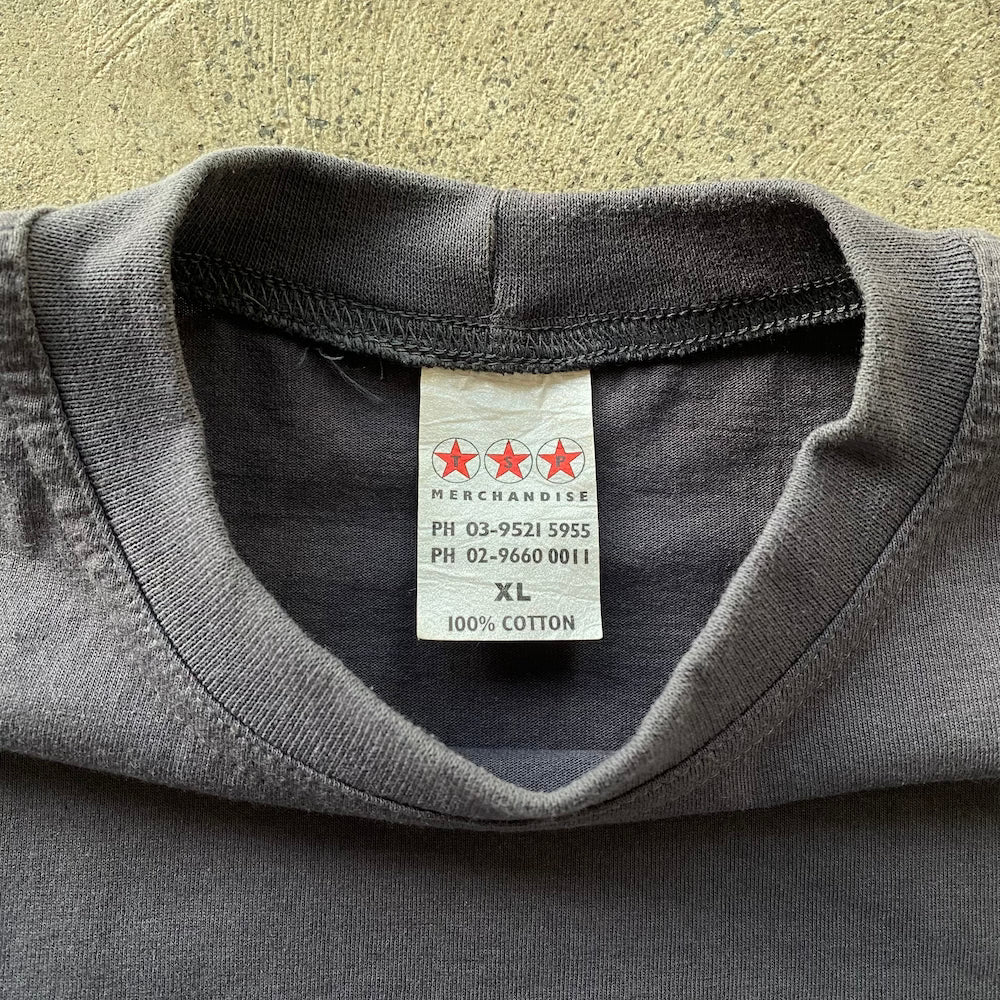 T S P
MERCHANDISE
PH 03-9521 5955
PH 02-9660 0011
XL
100% COTTON